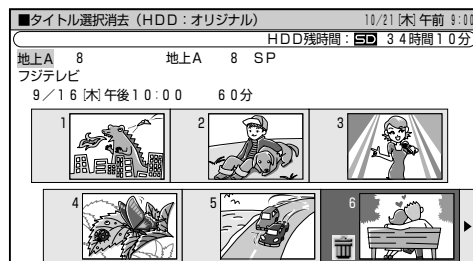 ■タイトル選択消去（HDD：オリジナル） 10/21[木]午前 9:00
HDD残時間：SD 34時間10分
地上A 8 地上A 8 SP
フジテレビ
9／16[木]午後10:00 60分
1 2 3
4 5 6